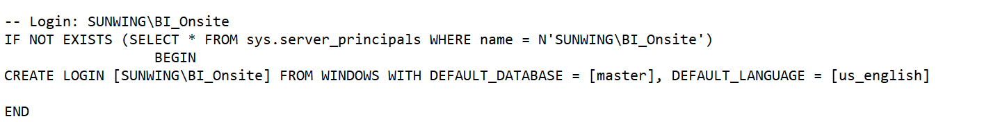 -- Login: SUNWING\BI_Onsite
IF NOT EXISTS (SELECT * FROM sys.server_principals WHERE name = N'SUNWING\BI_Onsite')
BEGIN
CREATE LOGIN [SUNWING\BI_Onsite] FROM WINDOWS WITH DEFAULT_DATABASE = [master], DEFAULT_LANGUAGE = [us_english]
END